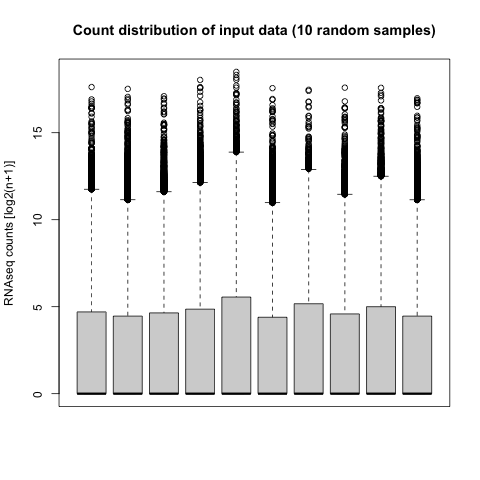 Count distribution of input data (10 random samples)
RNAseq counts [log2(n+1)]
15
10
5
0